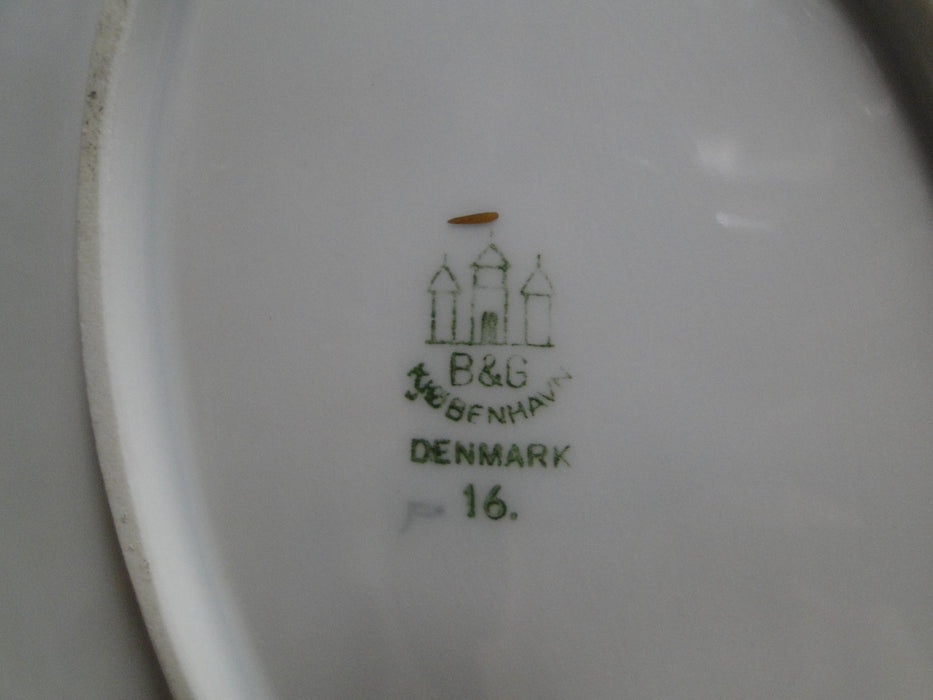 B&G
KJØBENHAVN
DENMARK
16.